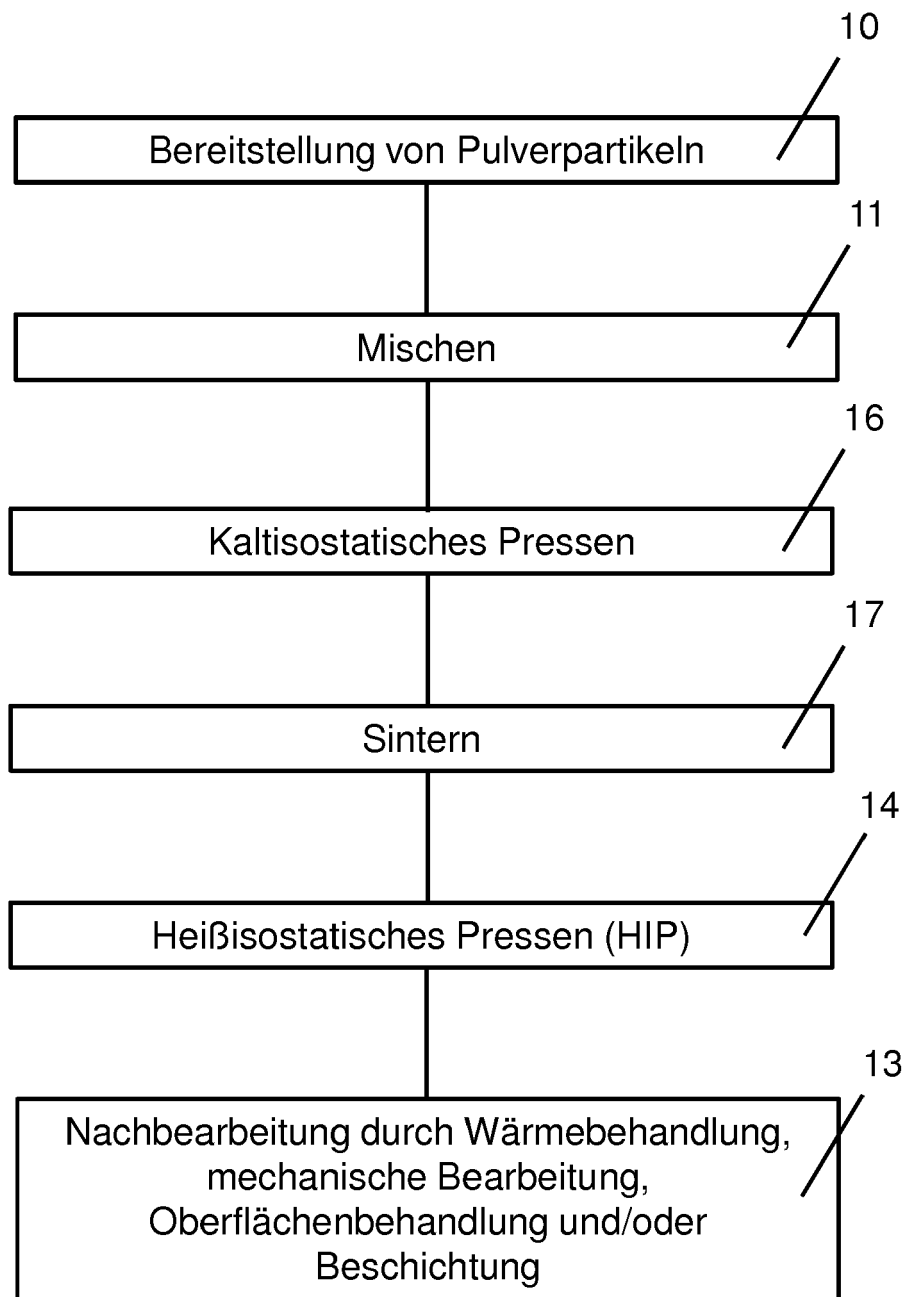 10
Bereitstellung von Pulverpartikeln
11
Mischen
16
Kaltisostatisches Pressen
17
Sintern
14
Heißisostatisches Pressen (HIP)
13
Nachbearbeitung durch Wärmebehandlung,
mechanische Bearbeitung,
Oberflächenbehandlung und/oder
Beschichtung